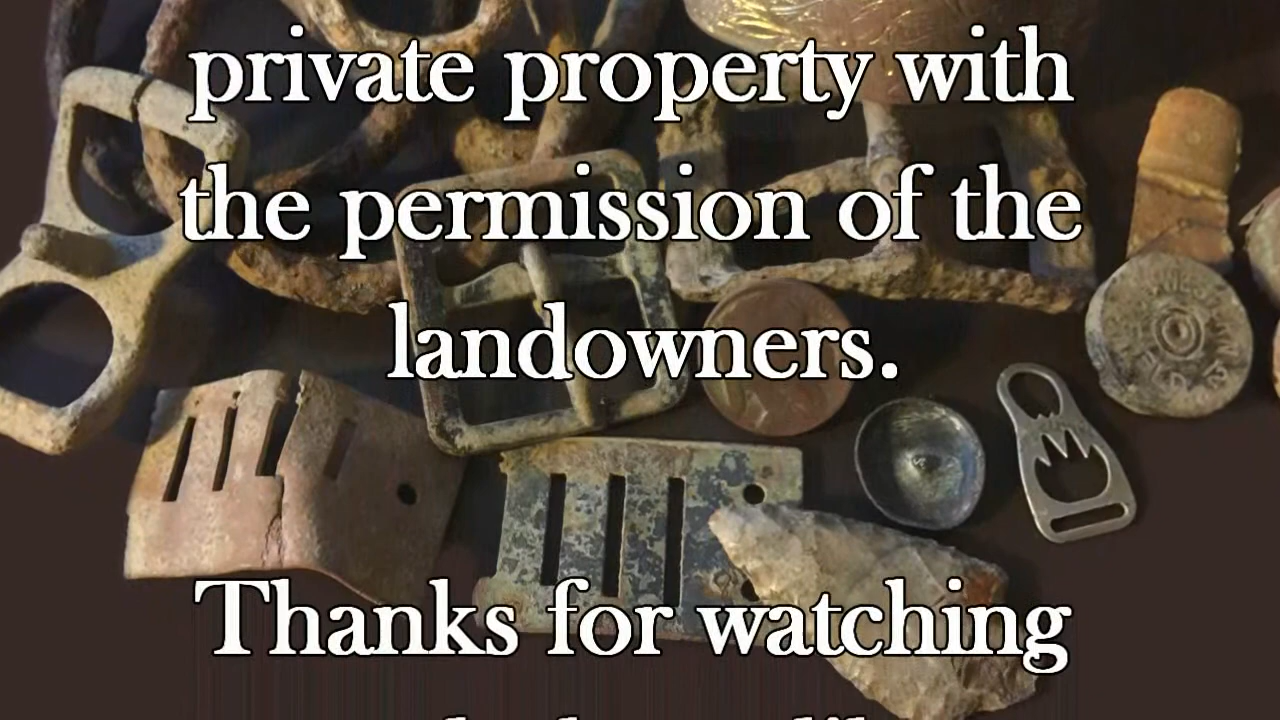 private property with
the permission of the
landowners.
Thanks for watching